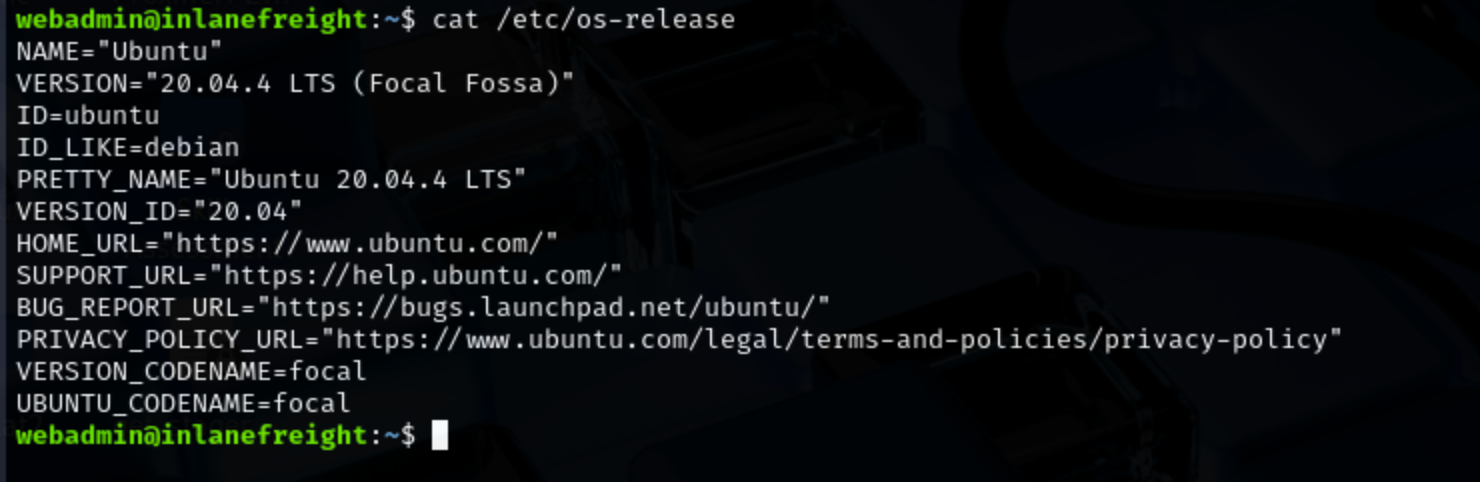 webadmin@inlanefreight:~$ cat /etc/os-release
NAME="Ubuntu"
VERSION="20.04.4 LTS (Focal Fossa)"
ID=ubuntu
ID_LIKE=debian
PRETTY_NAME="Ubuntu 20.04.4 LTS"
VERSION_ID="20.04"
HOME_URL="https://www.ubuntu.com/"
SUPPORT_URL="https://help.ubuntu.com/"
BUG_REPORT_URL="https://bugs.launchpad.net/ubuntu/"
PRIVACY_POLICY_URL="https://www.ubuntu.com/legal/terms-and-policies/privacy-policy"
VERSION_CODENAME=focal
UBUNTU_CODENAME=focal
webadmin@inlanefreight:~$